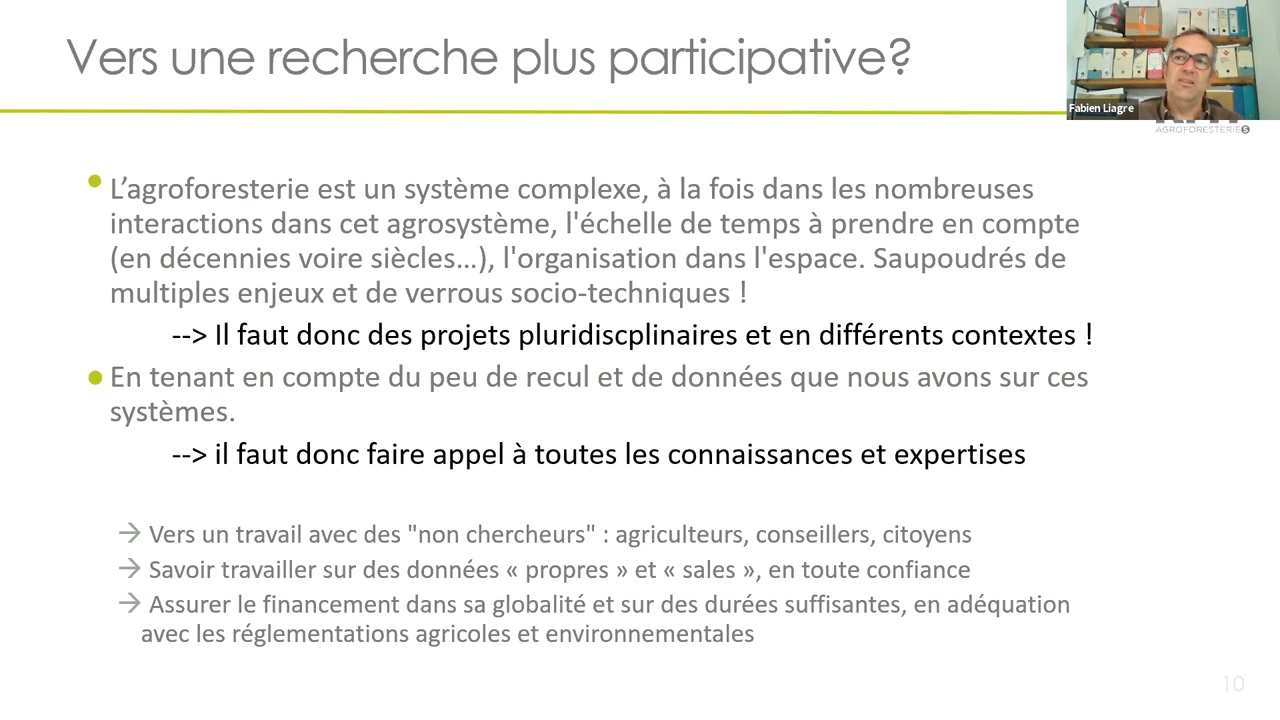 Vers une recherche plus participative?
Fabien Liagre
AGROFORESTERIES
• L'agroforesterie est un système complexe, à la fois dans les nombreuses
interactions dans cet agrosystème, l'échelle de temps à prendre en compte
(en décennies voire siècles…), l'organisation dans l'espace. Saupoudrés de
multiples enjeux et de verrous socio-techniques !
--> Il faut donc des projets pluridiscplinaires et en différents contextes !
• En tenant en compte du peu de recul et de données que nous avons sur ces
systèmes.
--> il faut donc faire appel à toutes les connaissances et expertises
→ Vers un travail avec des "non chercheurs" : agriculteurs, conseillers, citoyens
→ Savoir travailler sur des données « propres » et « sales », en toute confiance
→ Assurer le financement dans sa globalité et sur des durées suffisantes, en adéquation
avec les réglementations agricoles et environnementales
10